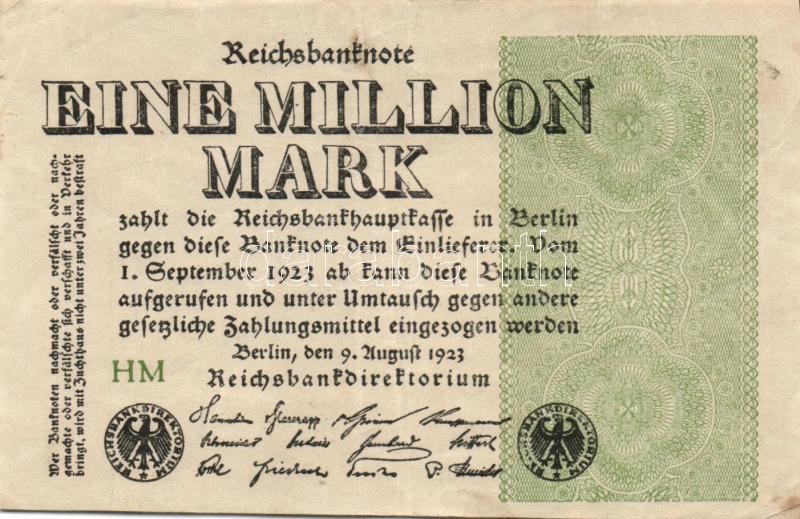 Reichsbanknote
EINE MILLION
MARK
zahlt die Reichsbankhauptkasse in Berlin
gegen diese Banknote dem Einlieferer. Vom
1. September 1923 ab kann diese Banknote
aufgerufen und unter Umtausch gegen andere
gesetzliche Zahlungsmittel eingezogen werden
Berlin, den 9. August 1923
HM
Reichsbankdirektorium
Wer Banknoten nachmacht oder verfälscht oder nach-
gemachte oder verfälschte sich verschafft und in Verkehr
bringt, wird mit Zuchthaus nicht unter zwei Jahren bestraft
REICHSBANKDIREKTORIUM
REICHSBANKDIREKTORIUM
darabanth